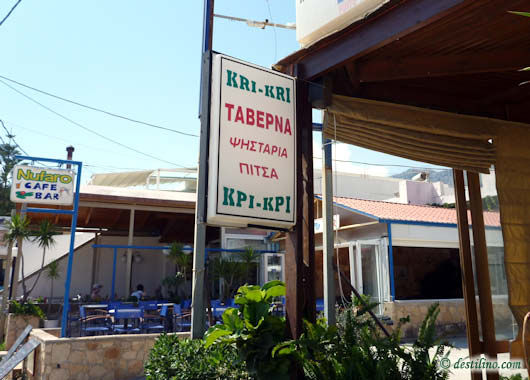 KRI-KRI
ΤΑΒΕΡΝΑ
ΨΗΣΤΑΡΙΑ
ΠΙΤΣΑ
ΚΡΙ-ΚΡΙ
Nufaro
CAFE
BAR
© destilino.com